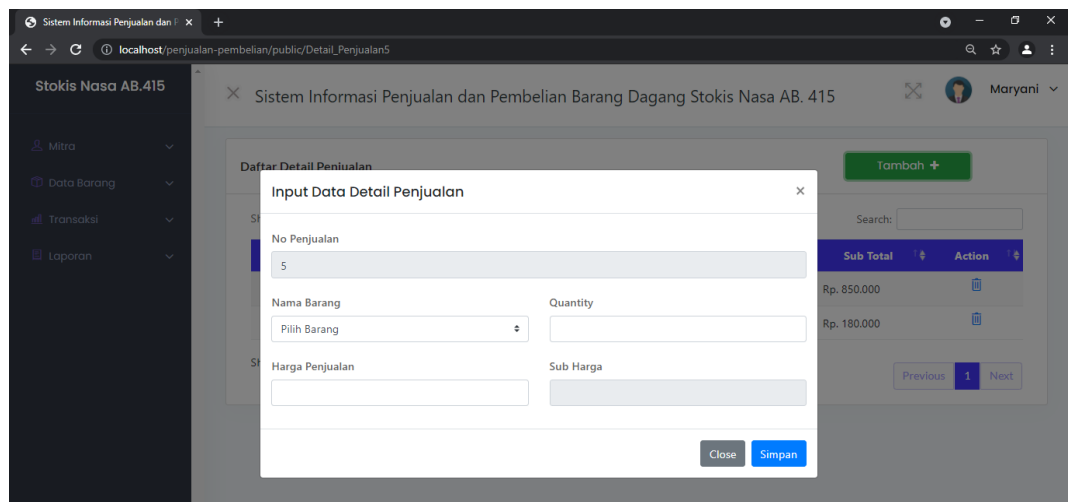 Sistem Informasi Penjualan dan P
localhost/penjualan-pembelian/public/Detail_Penjualan5
Stokis Nasa AB.415
Sistem Informasi Penjualan dan Pembelian Barang Dagang Stokis Nasa AB. 415
Maryani
Mitra
Data Barang
Transaksi
Laporan
Daftar Detail Penjualan
Tambah +
Search:
Sub Total
Action
Rp. 850.000
Rp. 180.000
Previous 1 Next
Input Data Detail Penjualan
No Penjualan
5
Nama Barang Quantity
Pilih Barang
Harga Penjualan Sub Harga
Close Simpan